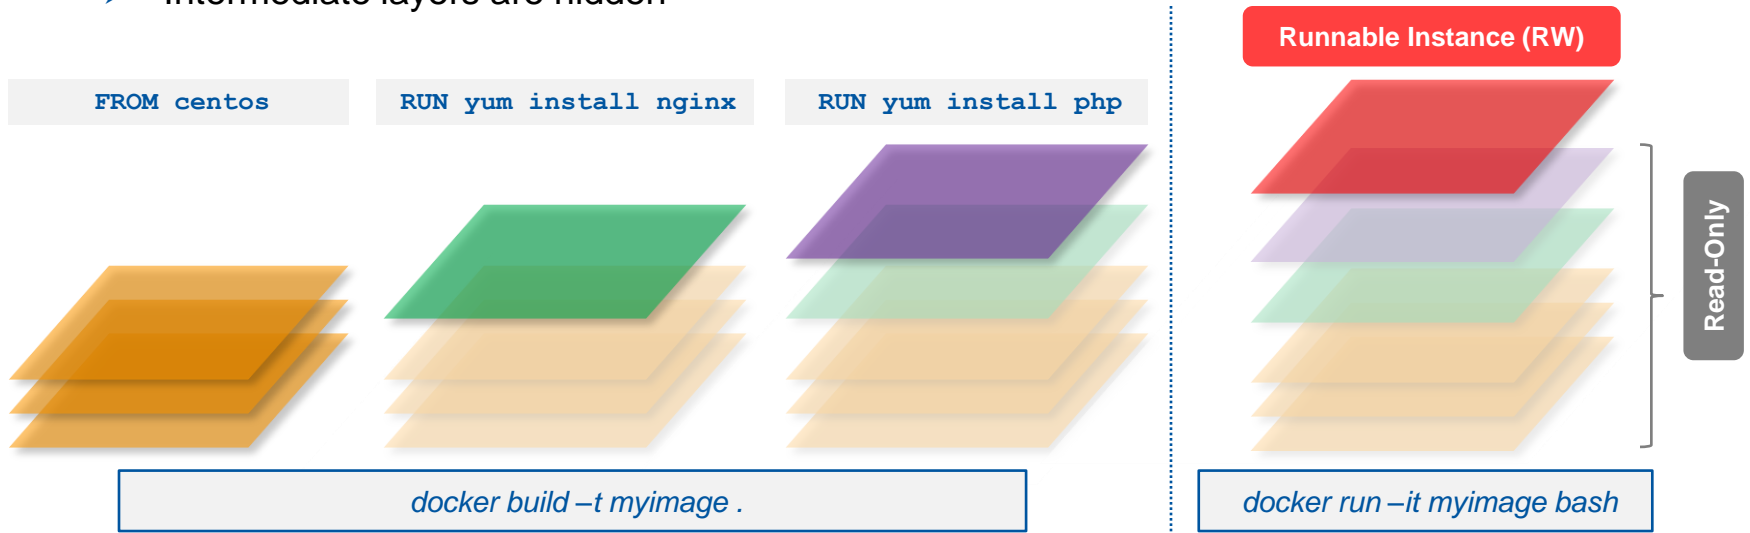 Intermediate layers are hidden
Runnable Instance (RW)
FROM centos
RUN yum install nginx
RUN yum install php
Read-Only
docker build –t myimage .
docker run –it myimage bash